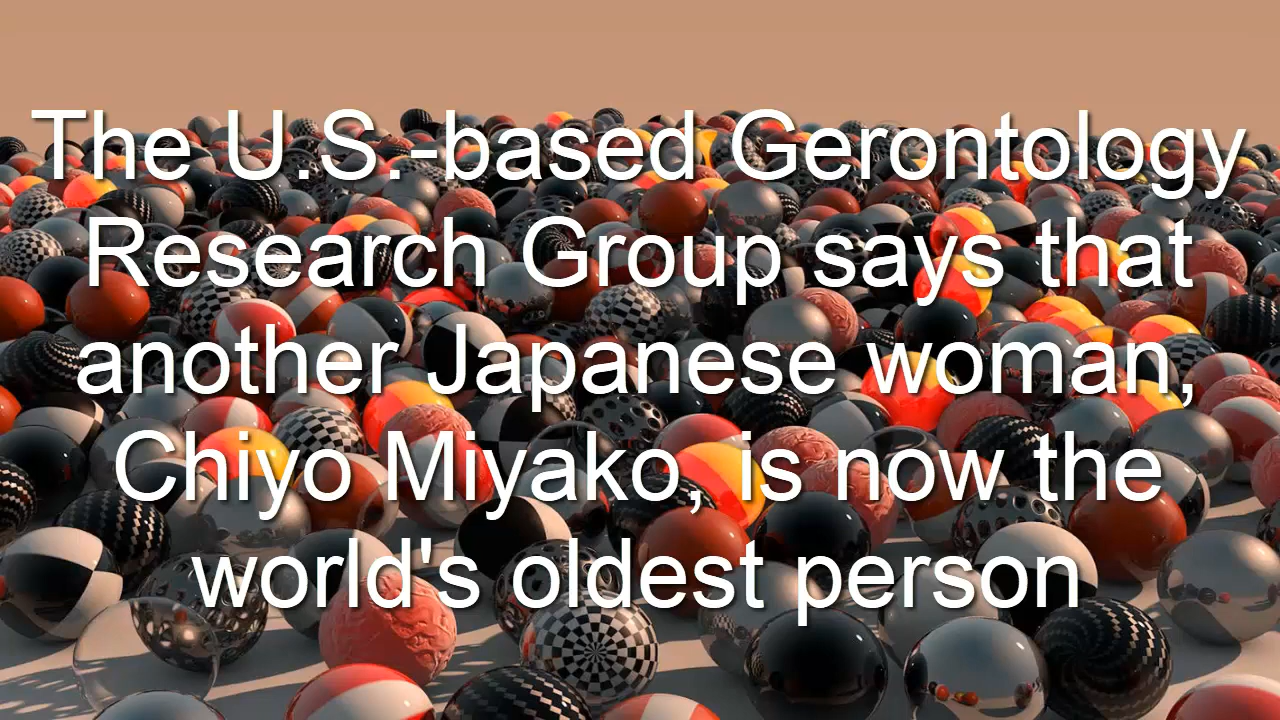 The U.S.-based Gerontology
Research Group says that
another Japanese woman,
Chiyo Miyako, is now the
world's oldest person